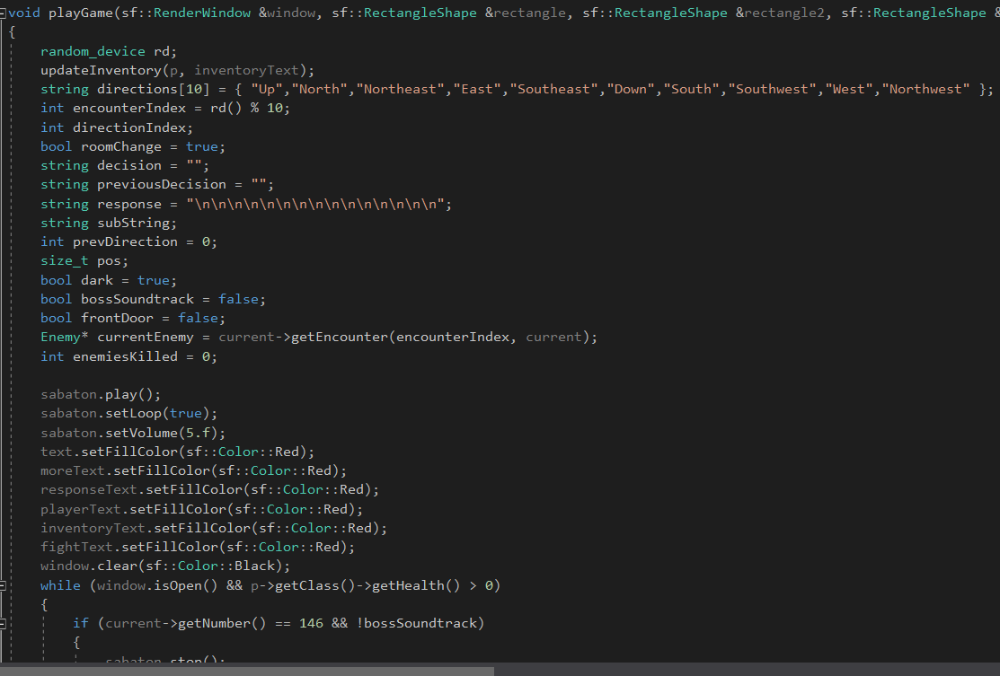 void playGame(sf::RenderWindow &window, sf::RectangleShape &rectangle, sf::RectangleShape &rectangle2, sf::RectangleShape &
{
random_device rd;
updateInventory(p, inventoryText);
string directions[10] = { "Up","North","Northeast","East","Southeast","Down","South","Southwest","West","Northwest" };
int encounterIndex = rd() % 10;
int directionIndex;
bool roomChange = true;
string decision = "";
string previousDecision = "";
string response = "\n\n\n\n\n\n\n\n\n\n\n\n\n\n\n";
string subString;
int prevDirection = 0;
size_t pos;
bool dark = true;
bool bossSoundtrack = false;
bool frontDoor = false;
Enemy* currentEnemy = current->getEncounter(encounterIndex, current);
int enemiesKilled = 0;
sabaton.play();
sabaton.setLoop(true);
sabaton.setVolume(5.f);
text.setFillColor(sf::Color::Red);
moreText.setFillColor(sf::Color::Red);
responseText.setFillColor(sf::Color::Red);
playerText.setFillColor(sf::Color::Red);
inventoryText.setFillColor(sf::Color::Red);
fightText.setFillColor(sf::Color::Red);
window.clear(sf::Color::Black);
while (window.isOpen() && p->getClass()->getHealth() > 0)
{
if (current->getNumber() == 146 && !bossSoundtrack)
{
sabaton.stop();